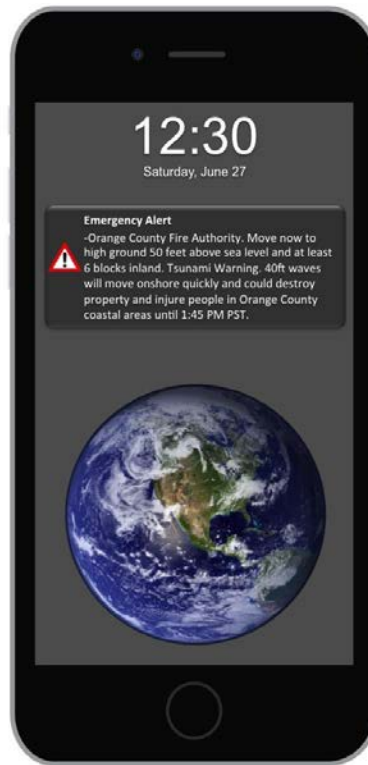 12:30
Saturday, June 27
Emergency Alert
-Orange County Fire Authority. Move now to
high ground 50 feet above sea level and at least
6 blocks inland. Tsunami Warning. 40ft waves
will move onshore quickly and could destroy
property and injure people in Orange County
coastal areas until 1:45 PM PST.